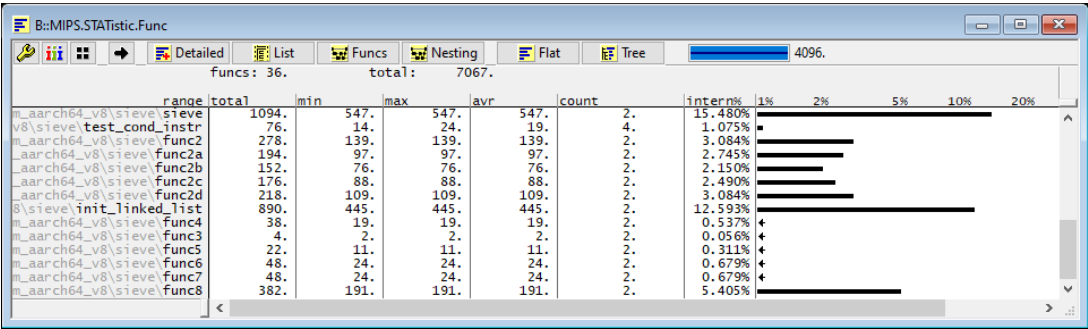 B::MIPS.STATistic.Func
Detailed List Funcs Nesting Flat Tree 4096.
funcs: 36. total: 7067.
range total min max avr count intern% 1% 2% 5% 10% 20%
m_aarch64_v8\sieve\sieve 1094. 547. 547. 547. 2. 15.480%
v8\sieve\test_cond_instr 76. 14. 24. 19. 4. 1.075%
m_aarch64_v8\sieve\func2 278. 139. 139. 139. 2. 3.084%
_aarch64_v8\sieve\func2a 194. 97. 97. 97. 2. 2.745%
_aarch64_v8\sieve\func2b 152. 76. 76. 76. 2. 2.150%
_aarch64_v8\sieve\func2c 176. 88. 88. 88. 2. 2.490%
_aarch64_v8\sieve\func2d 218. 109. 109. 109. 2. 3.084%
8\sieve\init_linked_list 890. 445. 445. 445. 2. 12.593%
m_aarch64_v8\sieve\func4 38. 19. 19. 19. 2. 0.537%
m_aarch64_v8\sieve\func3 4. 2. 2. 2. 2. 0.056%
m_aarch64_v8\sieve\func5 22. 11. 11. 11. 2. 0.311%
m_aarch64_v8\sieve\func6 48. 24. 24. 24. 2. 0.679%
m_aarch64_v8\sieve\func7 48. 24. 24. 24. 2. 0.679%
m_aarch64_v8\sieve\func8 382. 191. 191. 191. 2. 5.405%